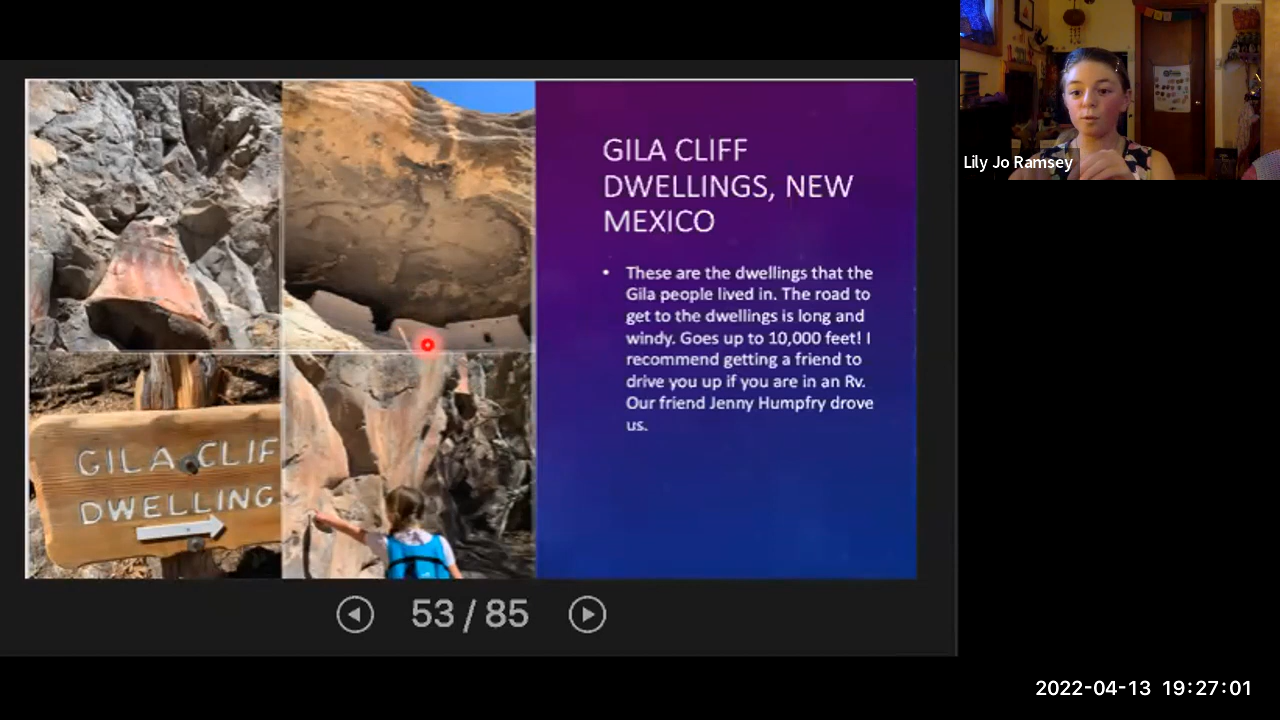 GILA CLIFF
DWELLINGS, NEW
MEXICO
• These are the dwellings that the
Gila people lived in. The road to
get to the dwellings is long and
windy. Goes up to 10,000 feet! I
recommend getting a friend to
drive you up if you are in an Rv.
Our friend Jenny Humpfry drove
us.
GILA CLIF
DWELLING
53 / 85
Lily Jo Ramsey
2022-04-13 19:27:01